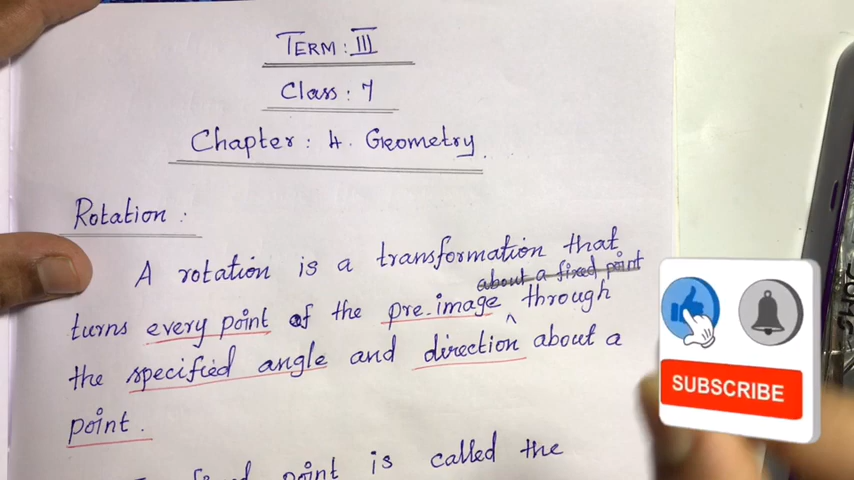 TERM: III
Class: 7
Chapter: 4. Geometry
Rotation:
A rotation is a transformation that
about a fixed point
turns every point of the pre-image ^ through
the specified angle and direction about a
point.
fixed point is called the
SUBSCRIBE